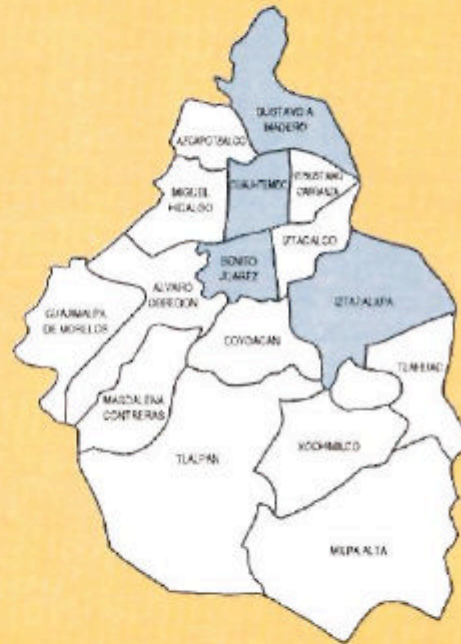 GUSTAVO A.
MADERO
AZCAPOTZALCO
CUAUHTEMOC
VENUSTIANO
CARRANZA
MIGUEL
HIDALGO
IZTACALCO
BENITO
JUAREZ
ALVARO
OBREGON
IZTAPALAPA
CUAJIMALPA
DE MORELOS
COYOACAN
TLAHUAC
MAGDALENA
CONTRERAS
XOCHIMILCO
TLALPAN
MILPA ALTA